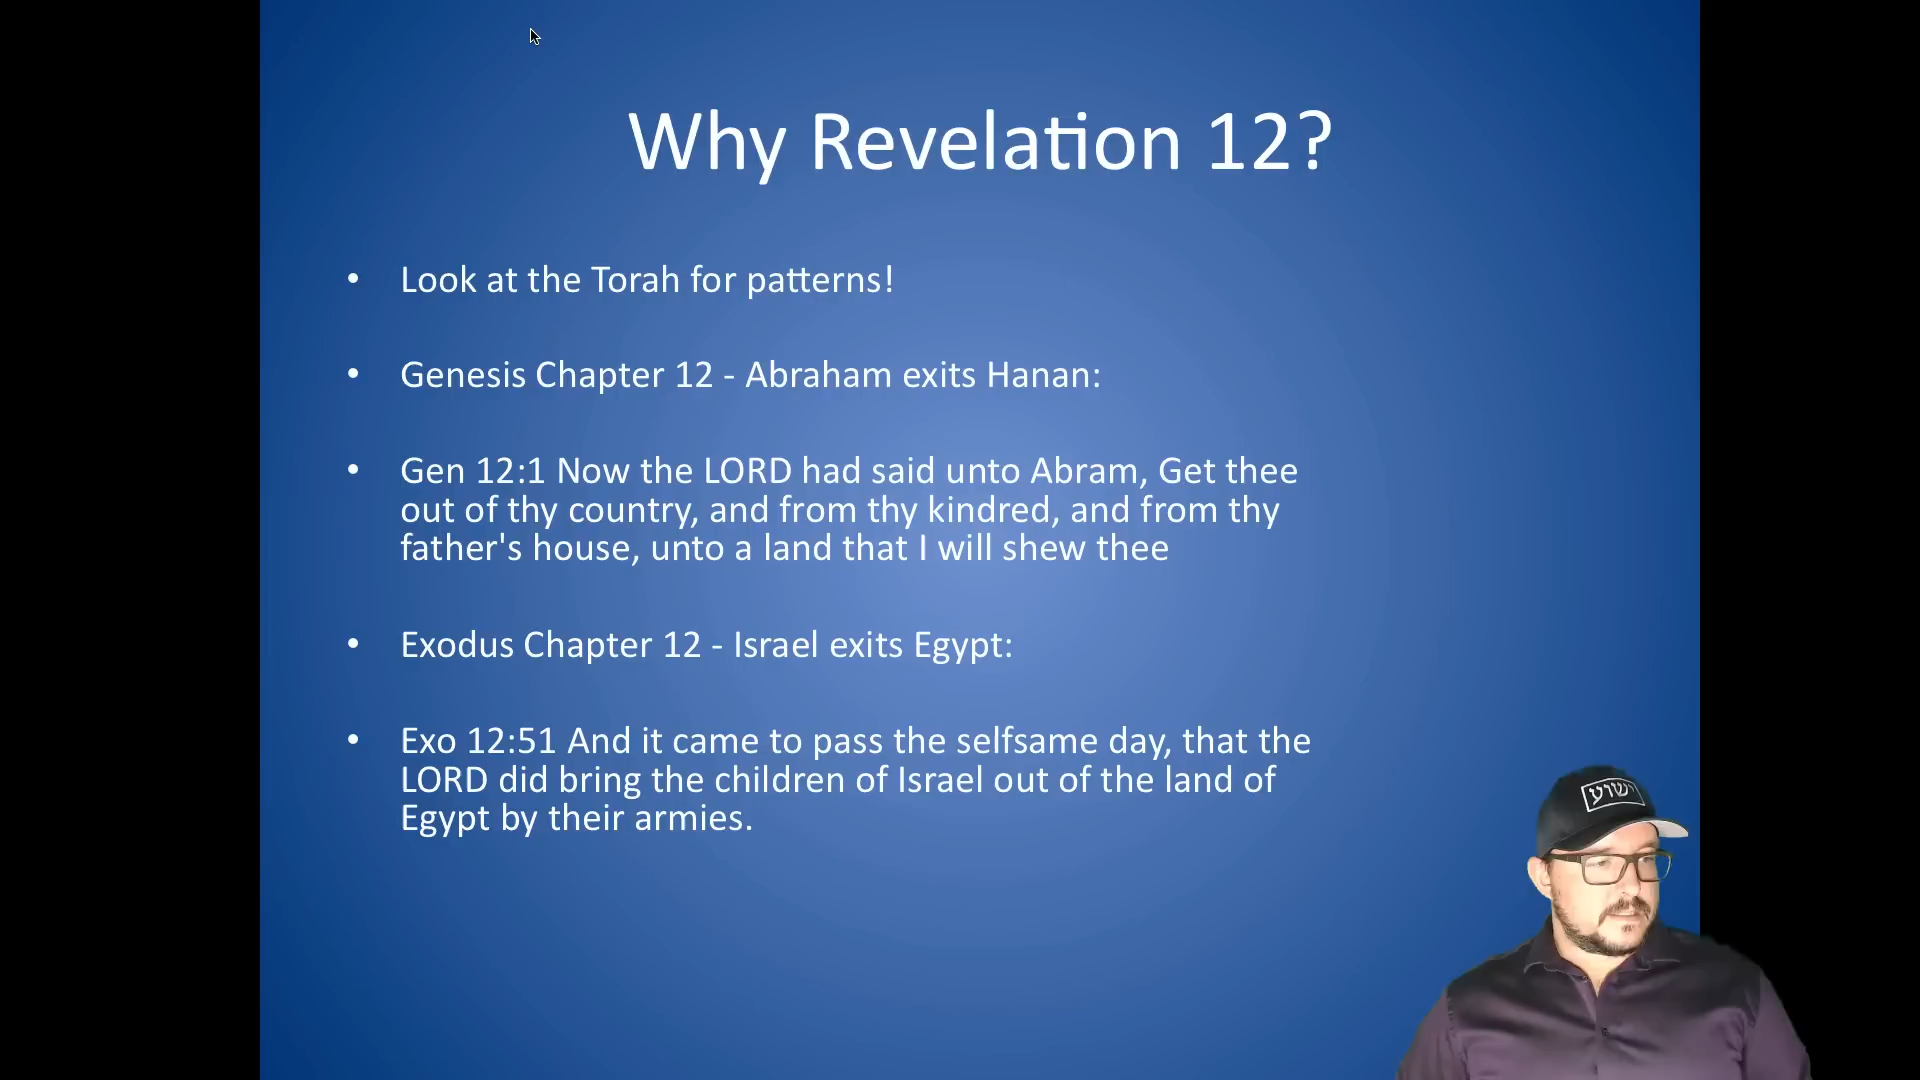 Why Revelation 12?
• Look at the Torah for patterns!
• Genesis Chapter 12 - Abraham exits Hanan:
• Gen 12:1 Now the LORD had said unto Abram, Get thee
out of thy country, and from thy kindred, and from thy
father's house, unto a land that I will shew thee
• Exodus Chapter 12 - Israel exits Egypt:
• Exo 12:51 And it came to pass the selfsame day, that the
LORD did bring the children of Israel out of the land of
Egypt by their armies.
ישוע